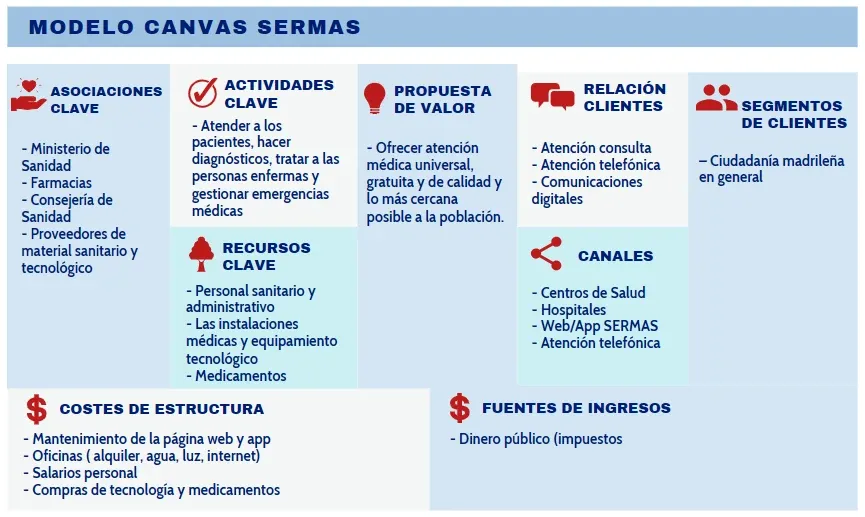 MODELO CANVAS SERMAS
ASOCIACIONES
CLAVE
- Ministerio de
Sanidad
- Farmacias
- Consejería de
Sanidad
- Proveedores de
material sanitario y
tecnológico
ACTIVIDADES
CLAVE
- Atender a los
pacientes, hacer
diagnósticos, tratar a las
personas enfermas y
gestionar emergencias
médicas
RECURSOS
CLAVE
- Personal sanitario y
administrativo
- Las instalaciones
médicas y equipamiento
tecnológico
- Medicamentos
PROPUESTA
DE VALOR
- Ofrecer atención
médica universal,
gratuita y de calidad y
lo más cercana
posible a la población.
RELACIÓN
CLIENTES
- Atención consulta
- Atención telefónica
- Comunicaciones
digitales
CANALES
- Centros de Salud
- Hospitales
- Web/App SERMAS
- Atención telefónica
SEGMENTOS
DE CLIENTES
– Ciudadanía madrileña
en general
COSTES DE ESTRUCTURA
- Mantenimiento de la página web y app
- Oficinas ( alquiler, agua, luz, internet)
- Salarios personal
- Compras de tecnología y medicamentos
FUENTES DE INGRESOS
- Dinero público (impuestos